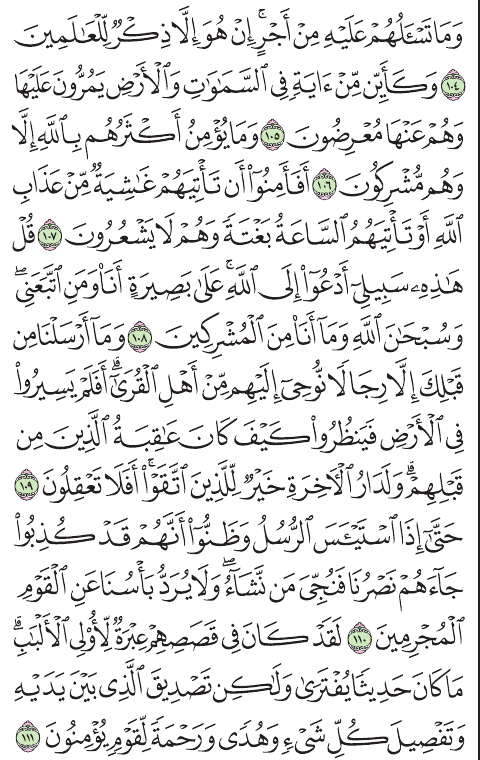 وَمَا تَسْـَٔلُهُمْ عَلَيْهِ مِنْ أَجْرٍ ۚ إِنْ هُوَ إِلَّا ذِكْرٌ لِّلْعَـٰلَمِينَ
١٠٤ وَكَأَيِّن مِّنْ ءَايَةٍ فِى ٱلسَّمَـٰوَٰتِ وَٱلْأَرْضِ يَمُرُّونَ عَلَيْهَا
وَهُمْ عَنْهَا مُعْرِضُونَ ١٠٥ وَمَا يُؤْمِنُ أَكْثَرُهُم بِٱللَّهِ إِلَّا
وَهُم مُّشْرِكُونَ ١٠٦ أَفَأَمِنُوٓا۟ أَن تَأْتِيَهُمْ غَـٰشِيَةٌ مِّنْ عَذَابِ
ٱللَّهِ أَوْ تَأْتِيَهُمُ ٱلسَّاعَةُ بَغْتَةً وَهُمْ لَا يَشْعُرُونَ ١٠٧ قُلْ
هَـٰذِهِۦ سَبِيلِىٓ أَدْعُوٓا۟ إِلَى ٱللَّهِ ۚ عَلَىٰ بَصِيرَةٍ أَنَا۠ وَمَنِ ٱتَّبَعَنِى ۖ
وَسُبْحَـٰنَ ٱللَّهِ وَمَآ أَنَا۠ مِنَ ٱلْمُشْرِكِينَ ١٠٨ وَمَآ أَرْسَلْنَا مِن
قَبْلِكَ إِلَّا رِجَالًا نُّوحِىٓ إِلَيْهِم مِّنْ أَهْلِ ٱلْقُرَىٰٓ ۗ أَفَلَمْ يَسِيرُوا۟
فِى ٱلْأَرْضِ فَيَنظُرُوا۟ كَيْفَ كَانَ عَـٰقِبَةُ ٱلَّذِينَ مِن
قَبْلِهِمْ ۗ وَلَدَارُ ٱلْـَٔاخِرَةِ خَيْرٌ لِّلَّذِينَ ٱتَّقَوْا۟ ۗ أَفَلَا تَعْقِلُونَ ١٠٩
حَتَّىٰٓ إِذَا ٱسْتَيْـَٔسَ ٱلرُّسُلُ وَظَنُّوٓا۟ أَنَّهُمْ قَدْ كُذِبُوا۟
جَآءَهُمْ نَصْرُنَا فَنُجِّىَ مَن نَّشَآءُ ۖ وَلَا يُرَدُّ بَأْسُنَا عَنِ ٱلْقَوْمِ
ٱلْمُجْرِمِينَ ١١٠ لَقَدْ كَانَ فِى قَصَصِهِمْ عِبْرَةٌ لِّأُو۟لِى ٱلْأَلْبَـٰبِ ۗ
مَا كَانَ حَدِيثًا يُفْتَرَىٰ وَلَـٰكِن تَصْدِيقَ ٱلَّذِى بَيْنَ يَدَيْهِ
وَتَفْصِيلَ كُلِّ شَىْءٍ وَهُدًى وَرَحْمَةً لِّقَوْمٍ يُؤْمِنُونَ ١١١